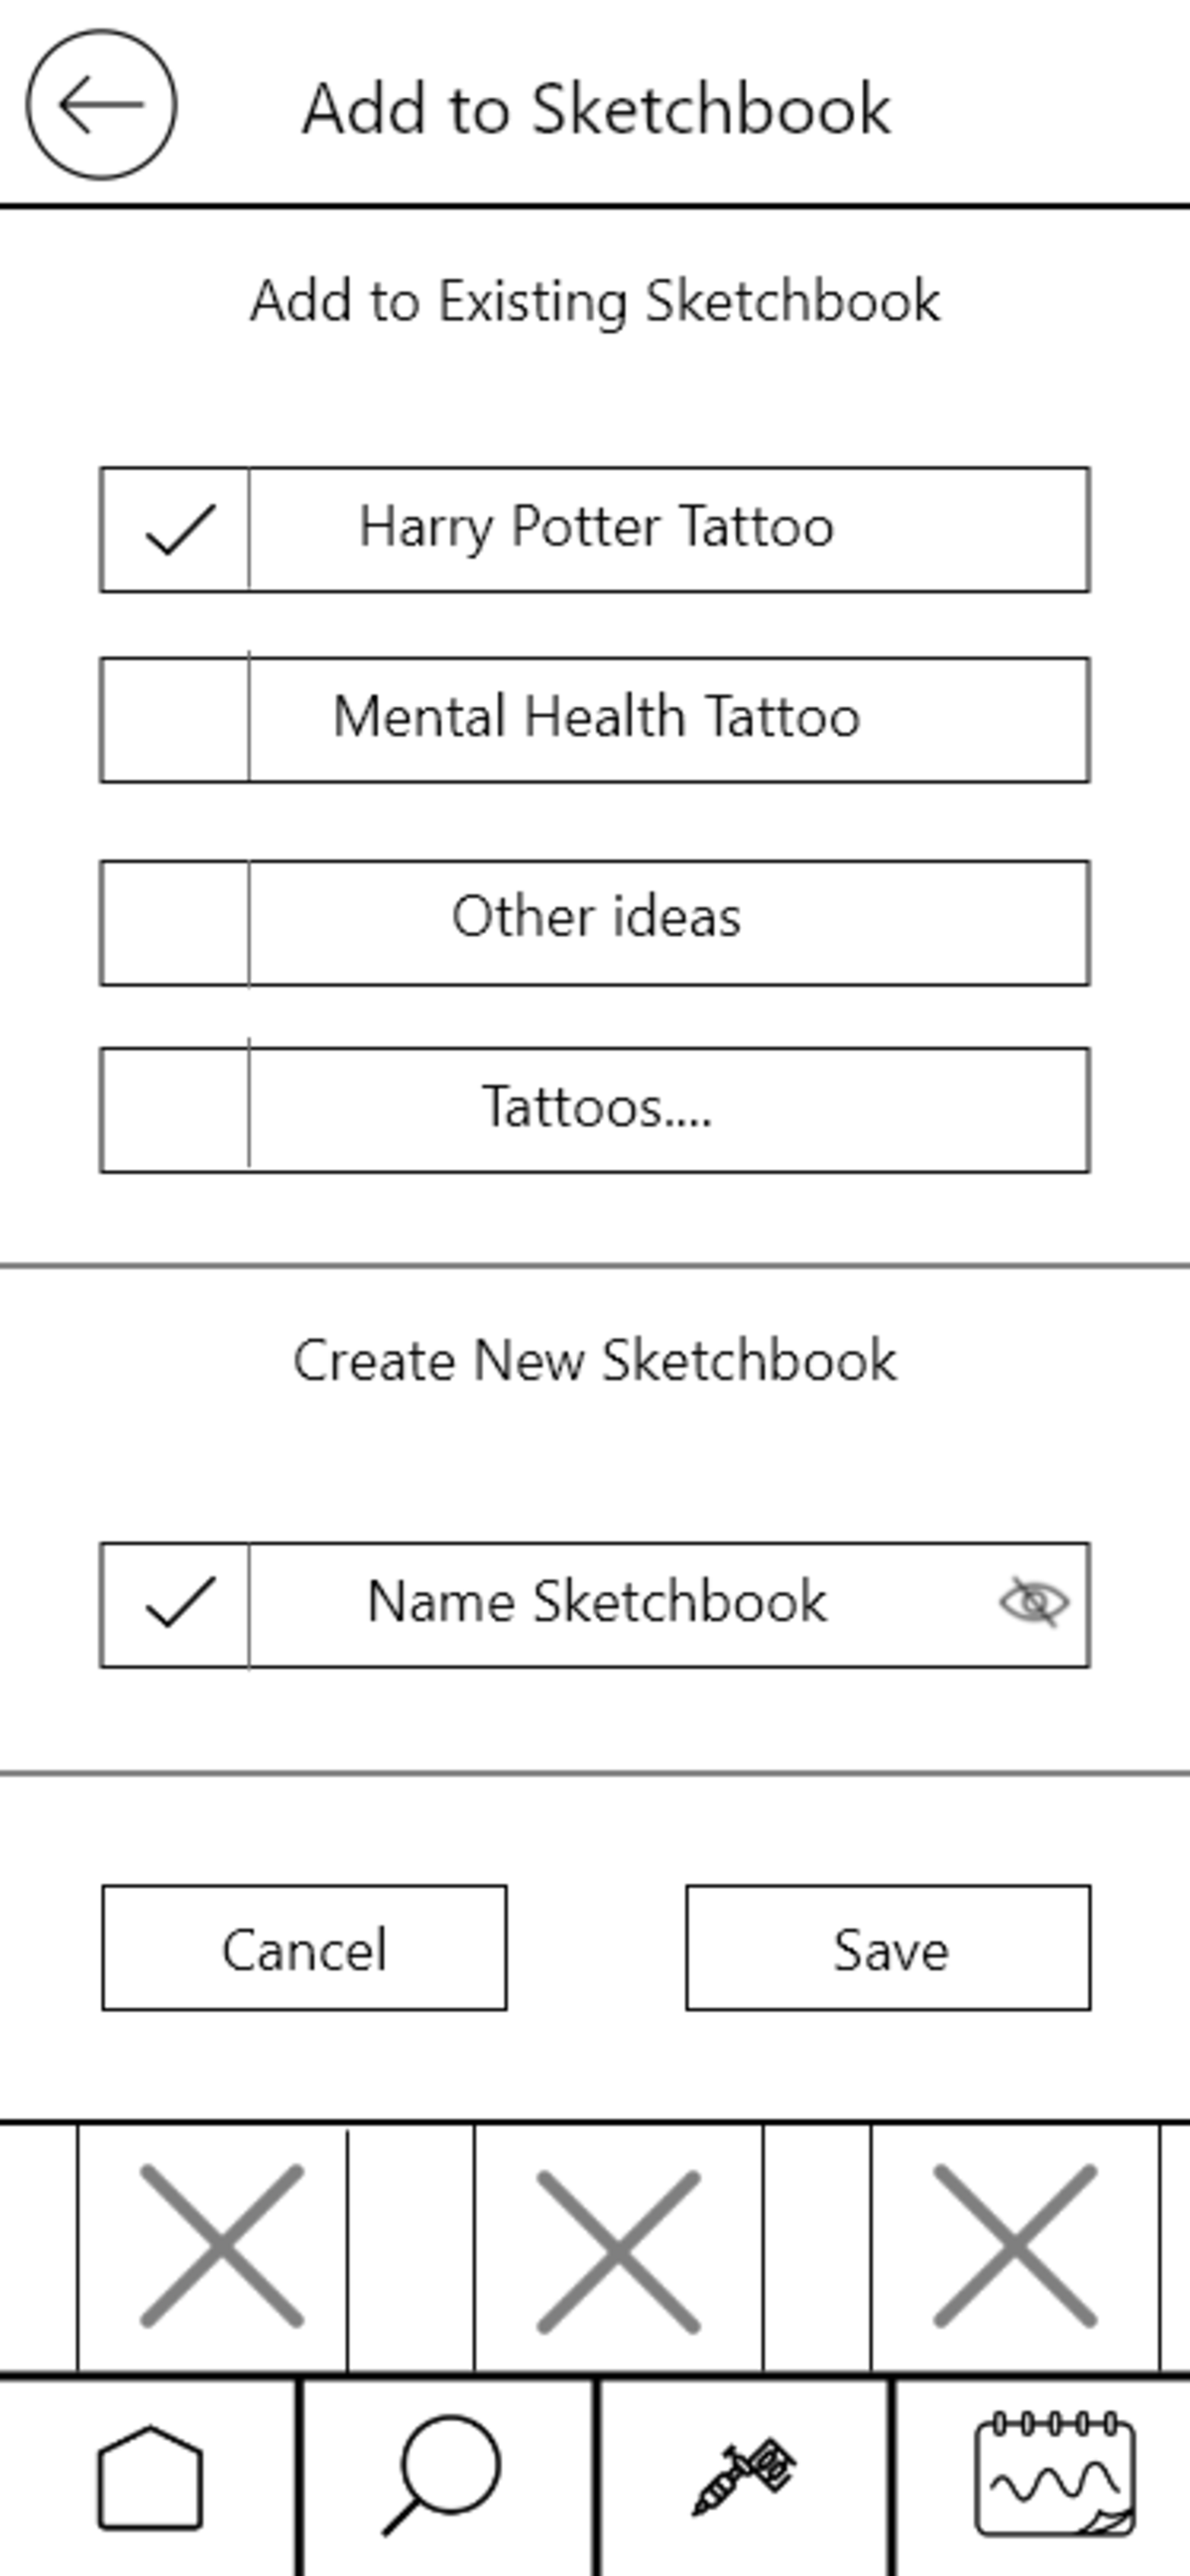 Add to Sketchbook
Add to Existing Sketchbook
Harry Potter Tattoo
Mental Health Tattoo
Other ideas
Tattoos....
Create New Sketchbook
Name Sketchbook
Cancel
Save